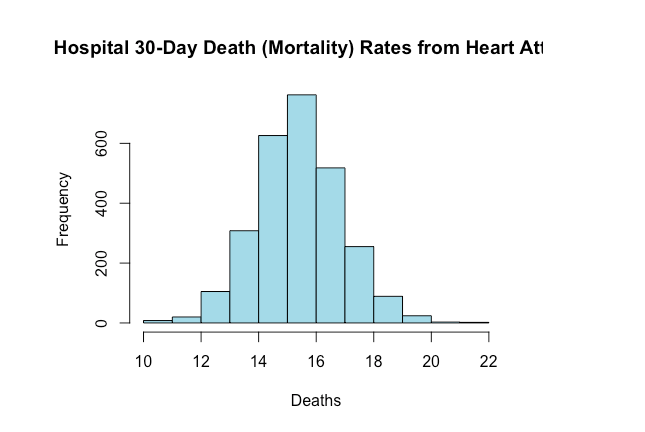 Hospital 30-Day Death (Mortality) Rates from Heart Att
Frequency
600
400
200
0
10 12 14 16 18 20 22
Deaths